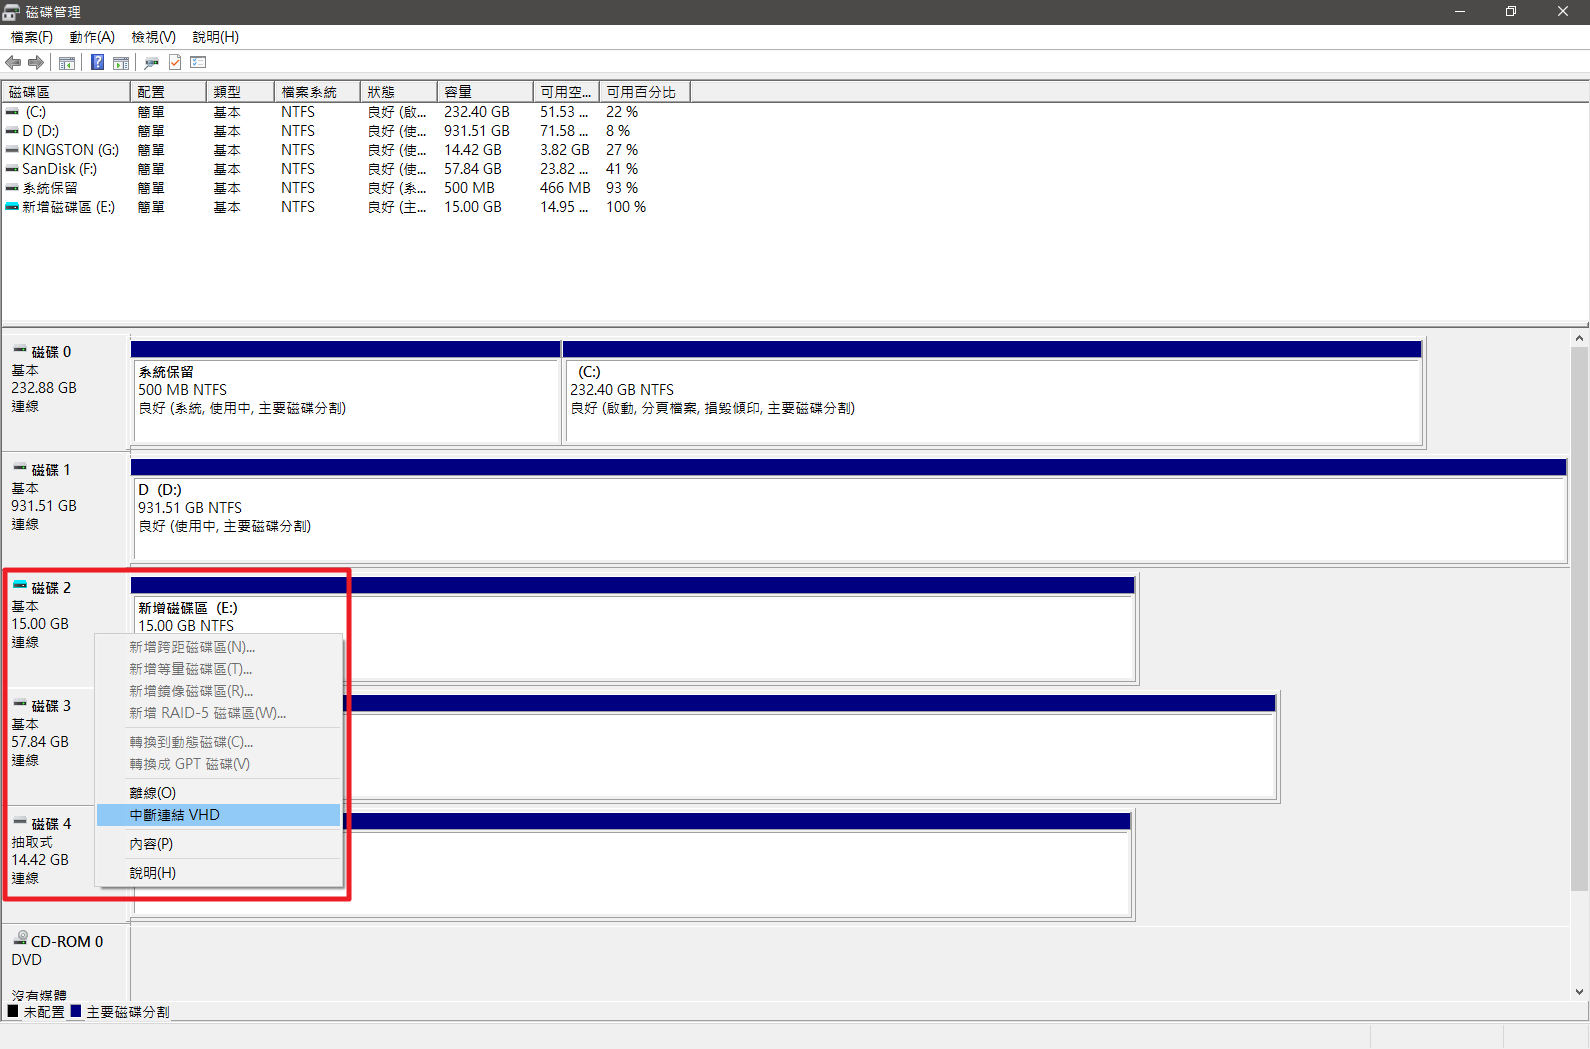 磁碟管理
檔案(F) 動作(A) 檢視(V) 說明(H)
磁碟區 配置 類型 檔案系統 狀態 容量 可用空... 可用百分比
(C:) 簡單 基本 NTFS 良好 (啟... 232.40 GB 51.53 ... 22 %
D (D:) 簡單 基本 NTFS 良好 (使... 931.51 GB 71.58 ... 8 %
KINGSTON (G:) 簡單 基本 NTFS 良好 (使... 14.42 GB 3.82 GB 27 %
SanDisk (F:) 簡單 基本 NTFS 良好 (使... 57.84 GB 23.82 ... 41 %
系統保留 簡單 基本 NTFS 良好 (系... 500 MB 466 MB 93 %
新增磁碟區 (E:) 簡單 基本 NTFS 良好 (主... 15.00 GB 14.95 ... 100 %
磁碟 0
基本
232.88 GB
連線
系統保留
500 MB NTFS
良好 (系統, 使用中, 主要磁碟分割)
(C:)
232.40 GB NTFS
良好 (啟動, 分頁檔案, 損毀傾印, 主要磁碟分割)
磁碟 1
基本
931.51 GB
連線
D (D:)
931.51 GB NTFS
良好 (使用中, 主要磁碟分割)
磁碟 2
基本
15.00 GB
連線
新增磁碟區 (E:)
15.00 GB NTFS
新增跨距磁碟區(N)...
新增等量磁碟區(T)...
新增鏡像磁碟區(R)...
新增 RAID-5 磁碟區(W)...
轉換到動態磁碟(C)...
轉換成 GPT 磁碟(V)
離線(O)
中斷連結 VHD
內容(P)
說明(H)
磁碟 3
基本
57.84 GB
連線
磁碟 4
抽取式
14.42 GB
連線
CD-ROM 0
DVD
沒有媒體
未配置 主要磁碟分割